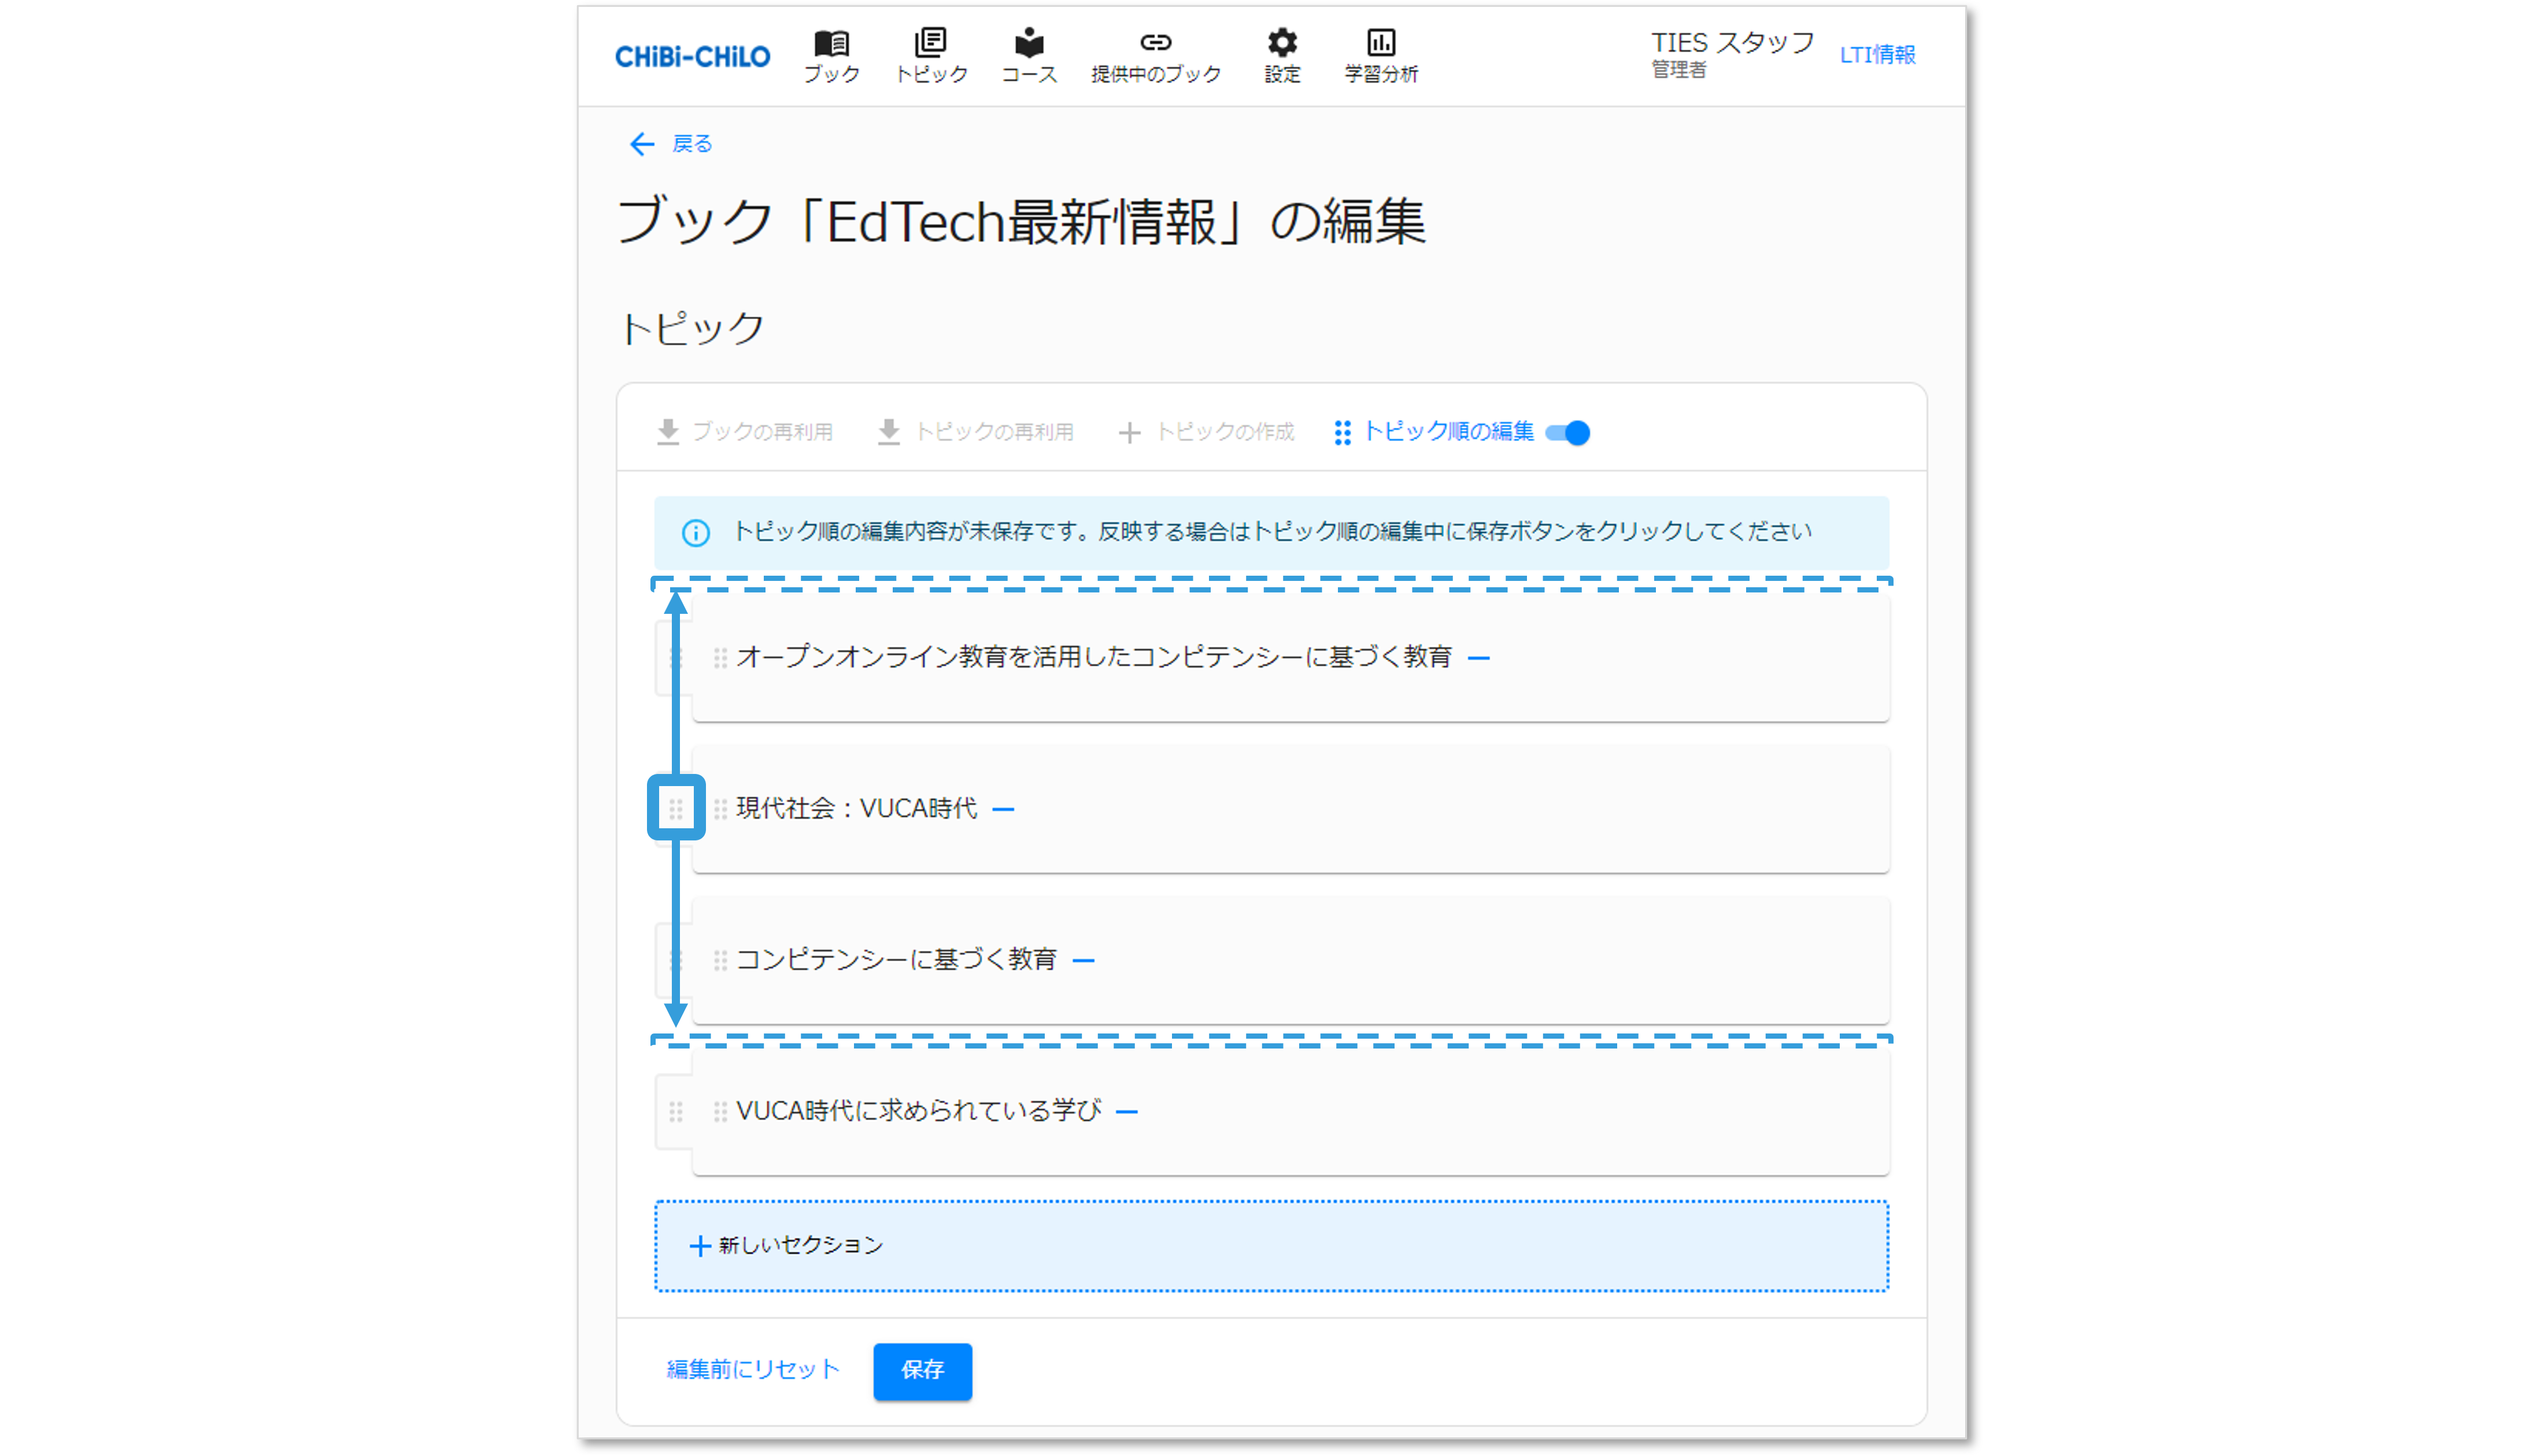 CHiBi-CHiLO
ブック
トピック
コース
提供中のブック
設定
学習分析
TIES スタッフ
管理者
LTI情報
戻る
ブック「EdTech最新情報」の編集
トピック
ブックの再利用
トピックの再利用
トピックの作成
トピック順の編集
トピック順の編集内容が未保存です。反映する場合はトピック順の編集中に保存ボタンをクリックしてください
オープンオンライン教育を活用したコンピテンシーに基づく教育
現代社会：VUCA時代
コンピテンシーに基づく教育
VUCA時代に求められている学び
新しいセクション
編集前にリセット
保存